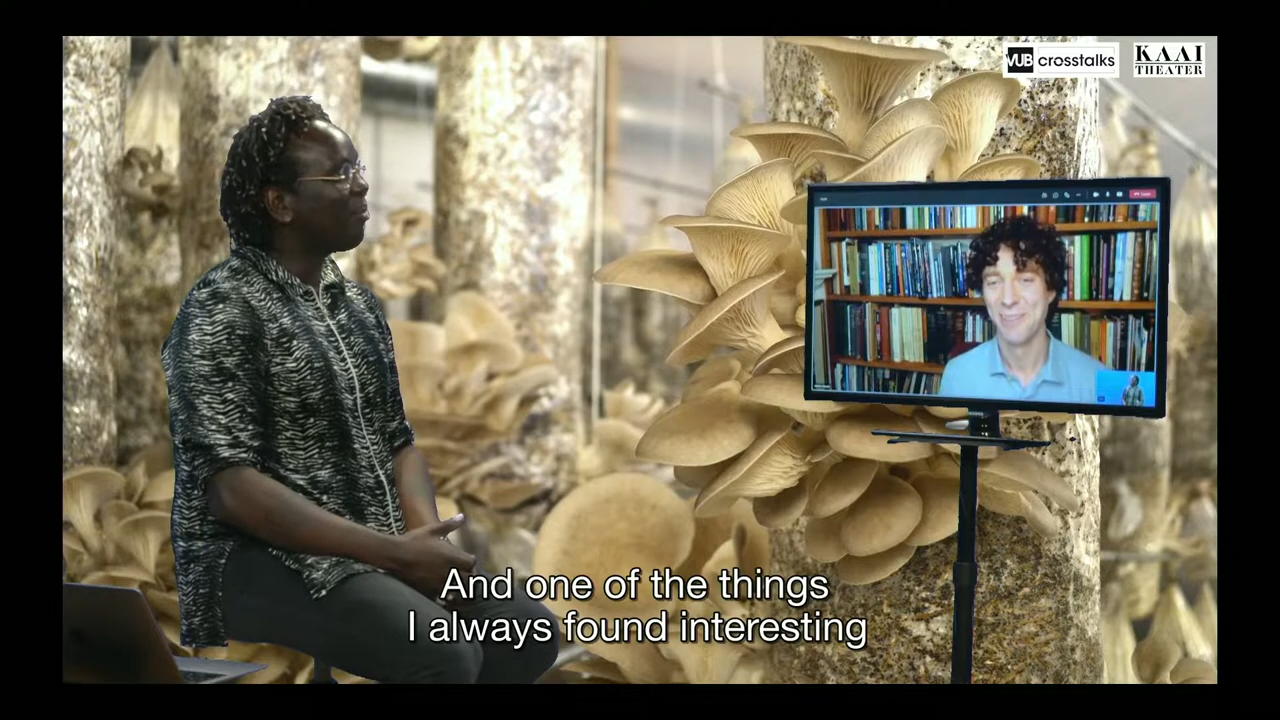 VUB crosstalks
KAAI
THEATER
And one of the things
I always found interesting